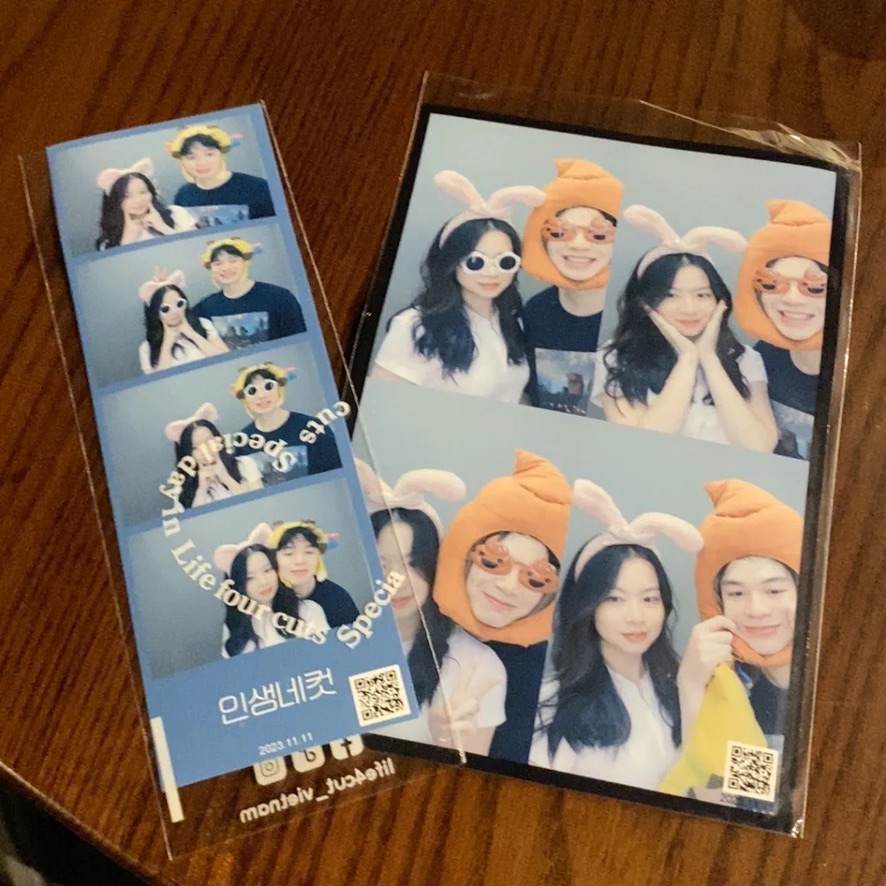 cuts
Special day in
Life four cuts
Specia
인생네컷
2023.11.11
life4cut_vietnam